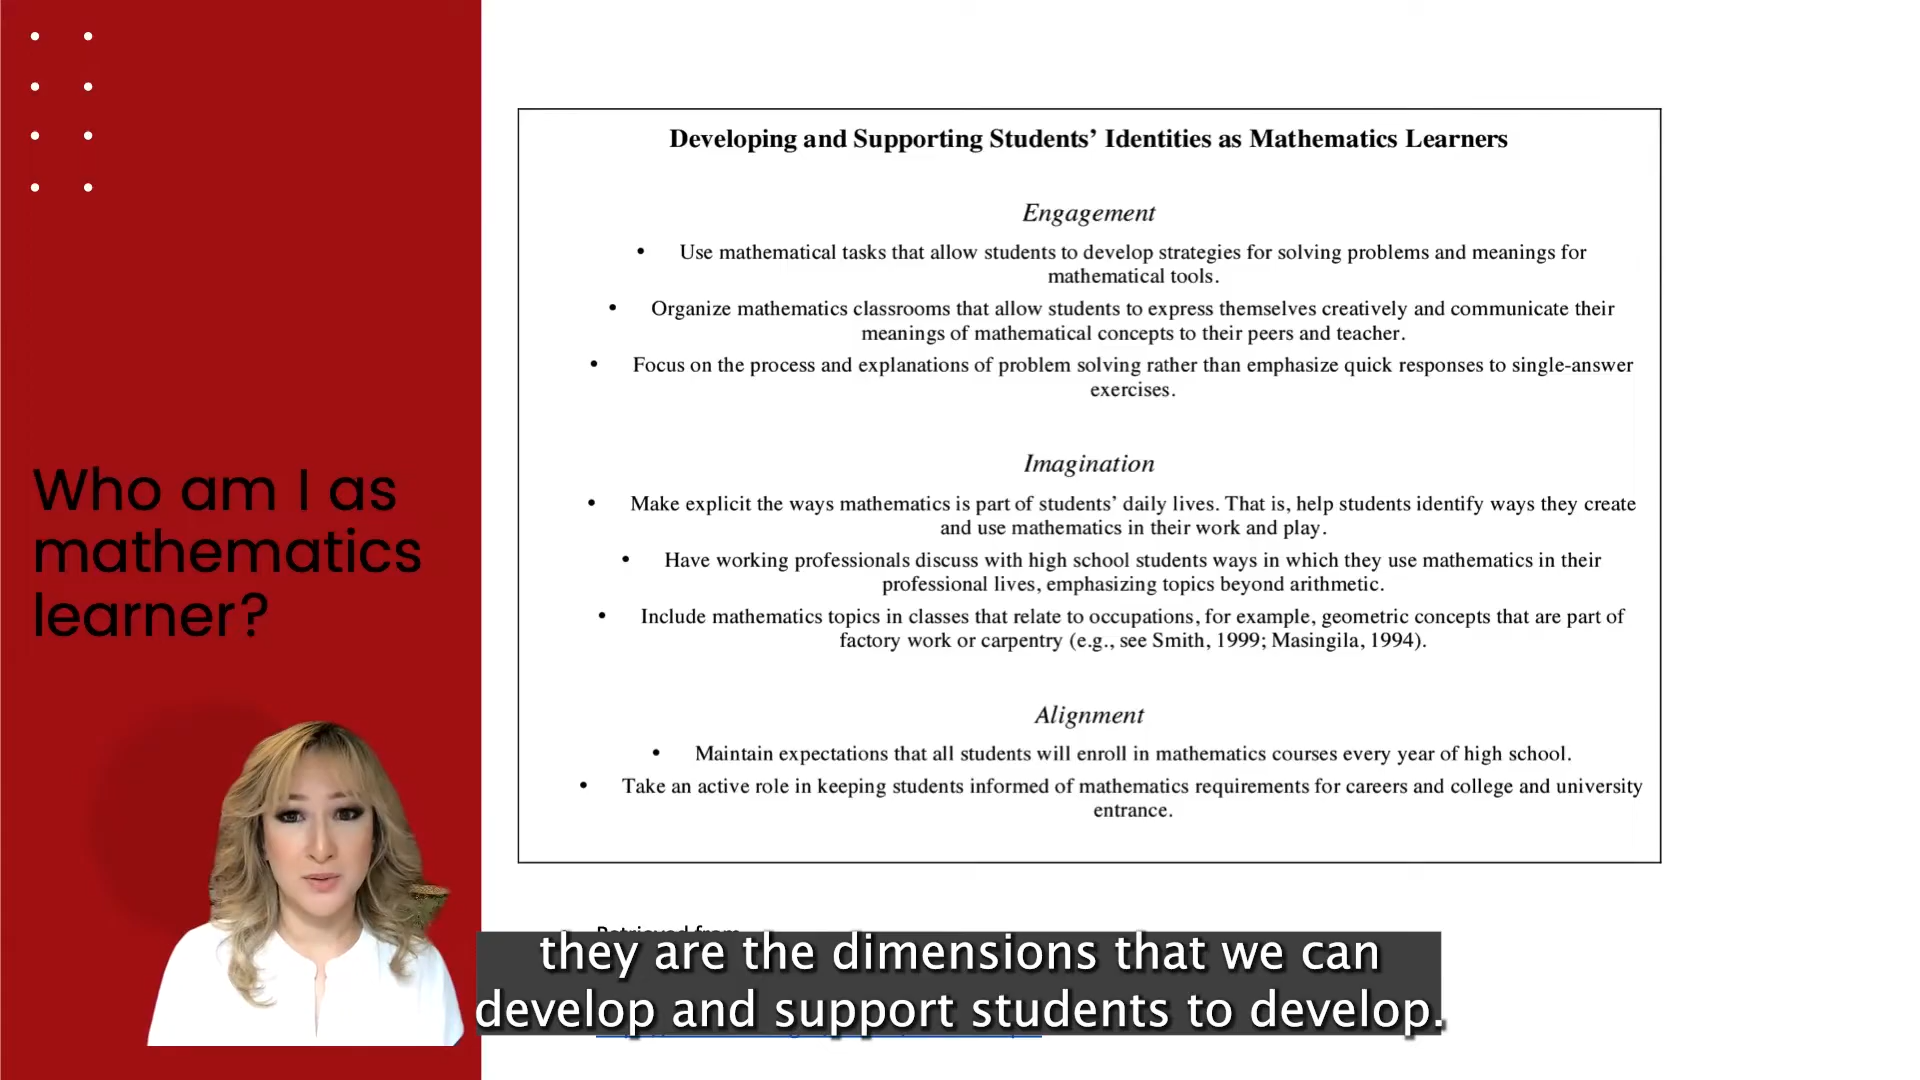 Who am I as
mathematics
learner?
Developing and Supporting Students’ Identities as Mathematics Learners
Engagement
• Use mathematical tasks that allow students to develop strategies for solving problems and meanings for
mathematical tools.
• Organize mathematics classrooms that allow students to express themselves creatively and communicate their
meanings of mathematical concepts to their peers and teacher.
• Focus on the process and explanations of problem solving rather than emphasize quick responses to single-answer
exercises.
Imagination
• Make explicit the ways mathematics is part of students’ daily lives. That is, help students identify ways they create
and use mathematics in their work and play.
• Have working professionals discuss with high school students ways in which they use mathematics in their
professional lives, emphasizing topics beyond arithmetic.
• Include mathematics topics in classes that relate to occupations, for example, geometric concepts that are part of
factory work or carpentry (e.g., see Smith, 1999; Masingila, 1994).
Alignment
• Maintain expectations that all students will enroll in mathematics courses every year of high school.
• Take an active role in keeping students informed of mathematics requirements for careers and college and university
entrance.
Retrieved from
they are the dimensions that we can
develop and support students to develop.